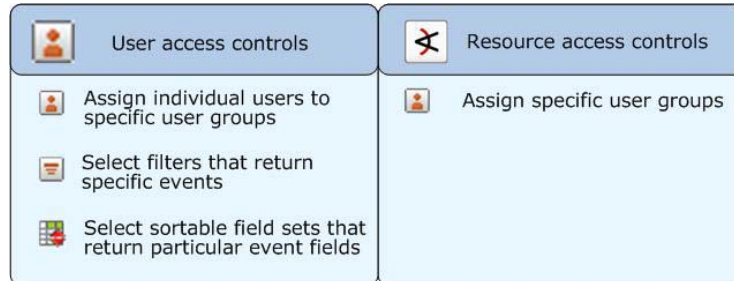 User access controls
Assign individual users to
specific user groups
Select filters that return
specific events
Select sortable field sets that
return particular event fields
Resource access controls
Assign specific user groups